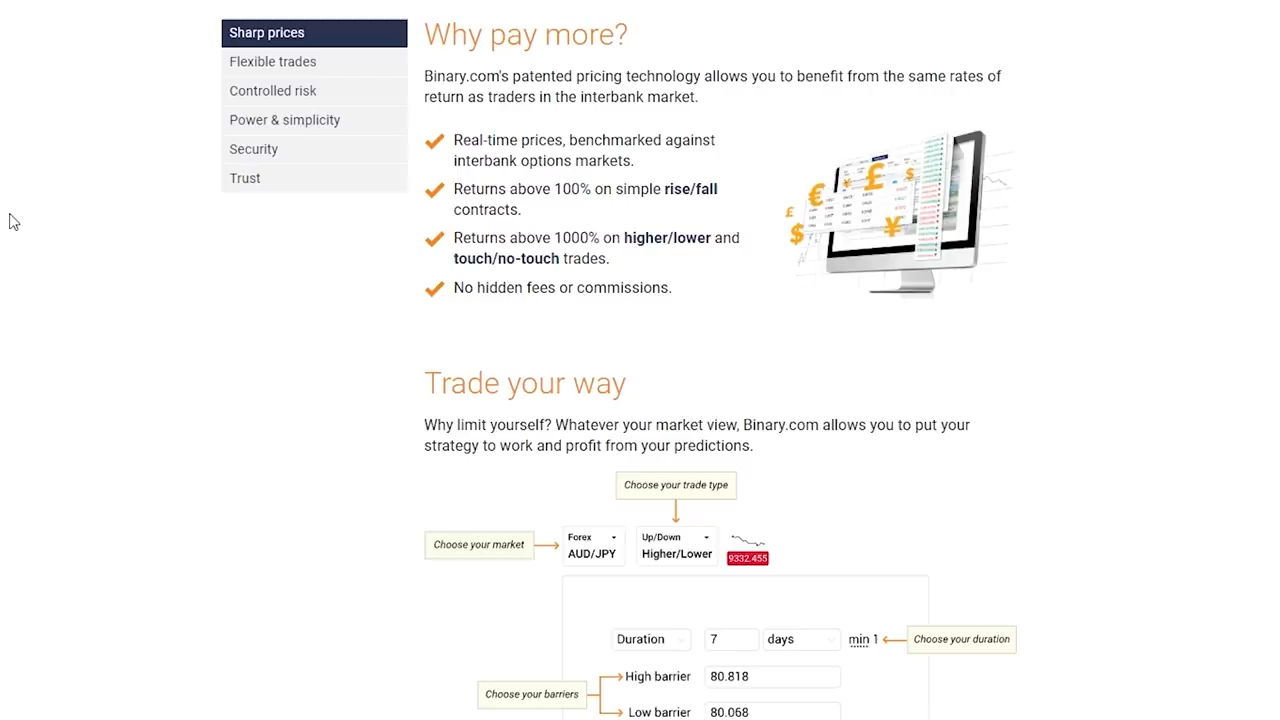 Sharp prices
Flexible trades
Controlled risk
Power & simplicity
Security
Trust
Why pay more?
Binary.com's patented pricing technology allows you to benefit from the same rates of
return as traders in the interbank market.
Real-time prices, benchmarked against
interbank options markets.
Returns above 100% on simple rise/fall
contracts.
Returns above 1000% on higher/lower and
touch/no-touch trades.
No hidden fees or commissions.
Trade your way
Why limit yourself? Whatever your market view, Binary.com allows you to put your
strategy to work and profit from your predictions.
Choose your trade type
Choose your market
Forex
AUD/JPY
Up/Down
Higher/Lower
9332.455
Duration 7 days min 1
Choose your duration
High barrier 80.818
Choose your barriers
Low barrier 80.068